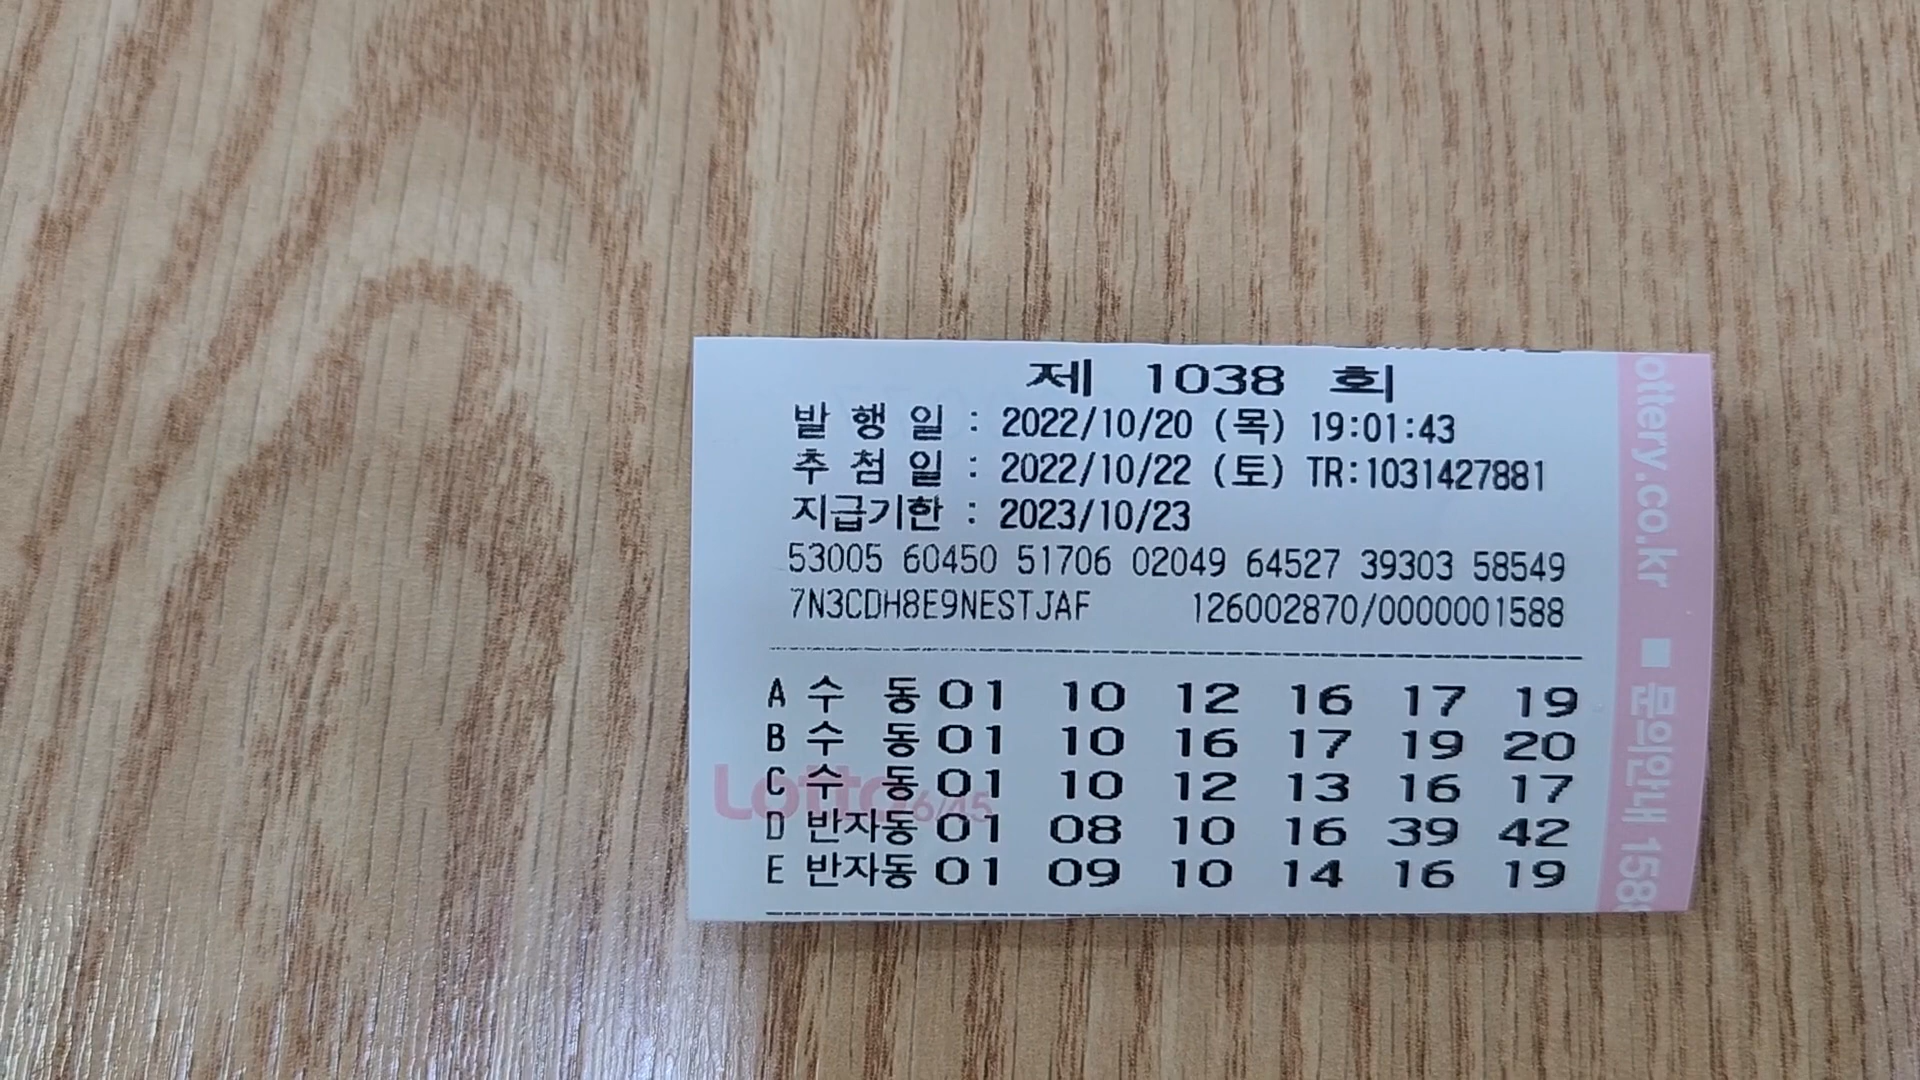 제 1038 회
발 행 일 : 2022/10/20 (목) 19:01:43
추 첨 일 : 2022/10/22 (토) TR:1031427881
지급기한 : 2023/10/23
53005 60450 51706 02049 64527 39303 58549
7N3CDH8E9NESTJAF 126002870/0000001588
A 수 동 01 10 12 16 17 19
B 수 동 01 10 16 17 19 20
C 수 동 01 10 12 13 16 17
D 반자동 01 08 10 16 39 42
E 반자동 01 09 10 14 16 19
Lotto 6/45
ottery.co.kr ■ 문의안내 158